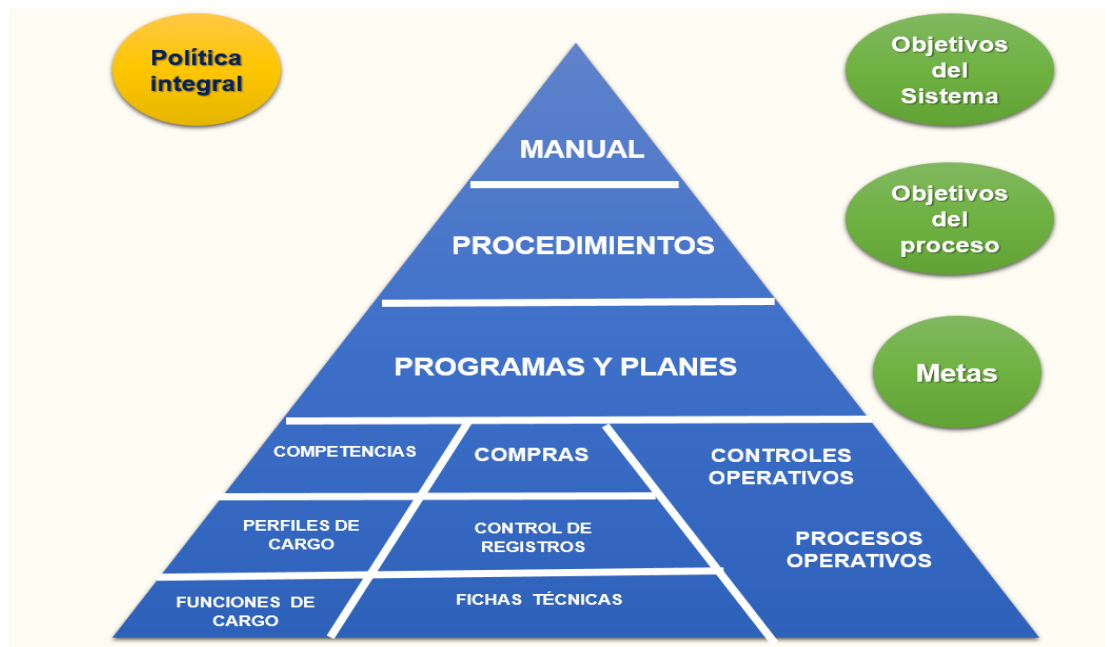 Política
integral
Objetivos
del
Sistema
MANUAL
Objetivos
del
proceso
PROCEDIMIENTOS
PROGRAMAS Y PLANES
Metas
COMPETENCIAS
COMPRAS
CONTROLES
OPERATIVOS
PERFILES DE
CARGO
CONTROL DE
REGISTROS
PROCESOS
OPERATIVOS
FUNCIONES DE
CARGO
FICHAS TÉCNICAS